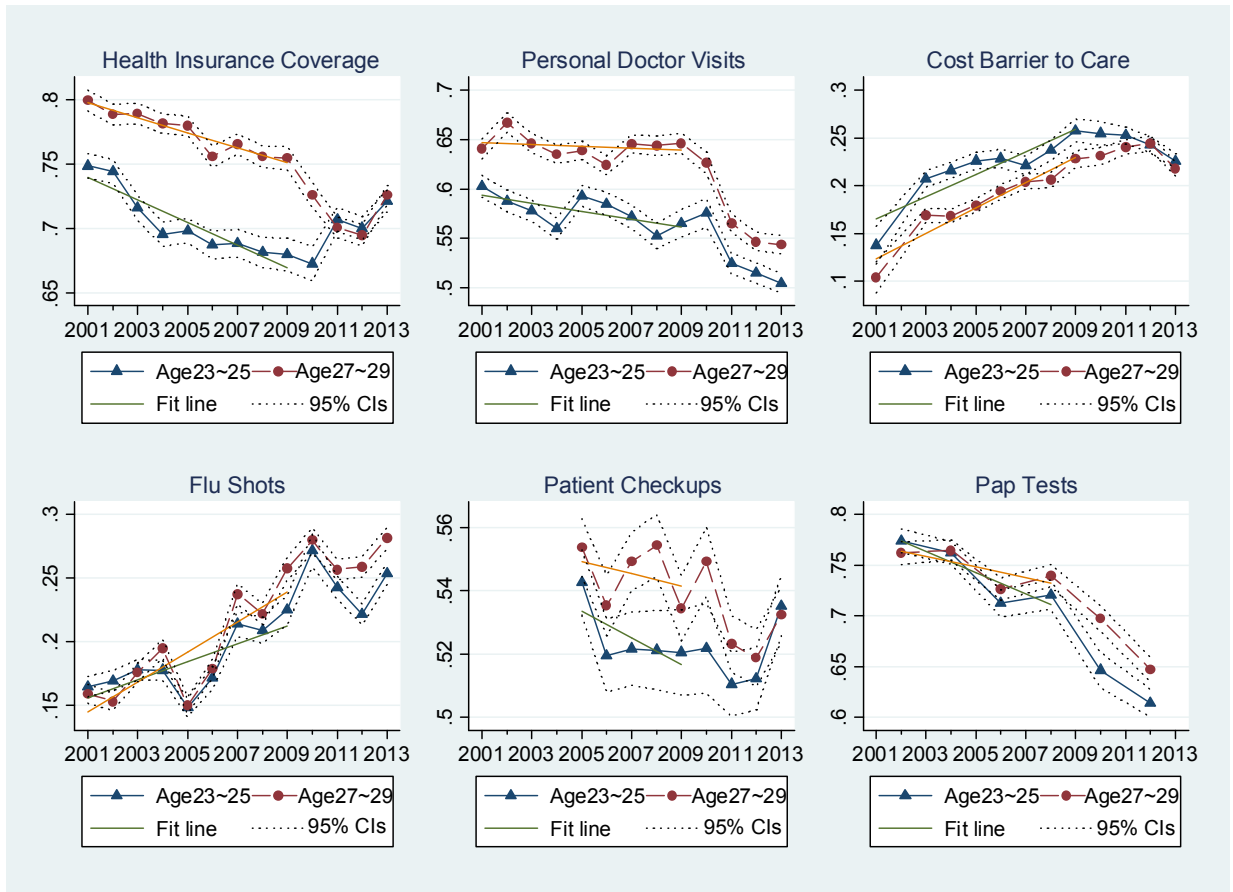 Health Insurance Coverage
.8
.75
.7
.65
2001 2003 2005 2007 2009 2011 2013
Age23~25 Age27~29
Fit line 95% CIs
Personal Doctor Visits
.7
.65
.6
.55
.5
2001 2003 2005 2007 2009 2011 2013
Age23~25 Age27~29
Fit line 95% CIs
Cost Barrier to Care
.3
.25
.2
.15
.1
2001 2003 2005 2007 2009 2011 2013
Age23~25 Age27~29
Fit line 95% CIs
Flu Shots
.3
.25
.2
.15
2001 2003 2005 2007 2009 2011 2013
Age23~25 Age27~29
Fit line 95% CIs
Patient Checkups
.56
.54
.52
.5
2001 2003 2005 2007 2009 2011 2013
Age23~25 Age27~29
Fit line 95% CIs
Pap Tests
.8
.75
.7
.65
.6
2001 2003 2005 2007 2009 2011 2013
Age23~25 Age27~29
Fit line 95% CIs